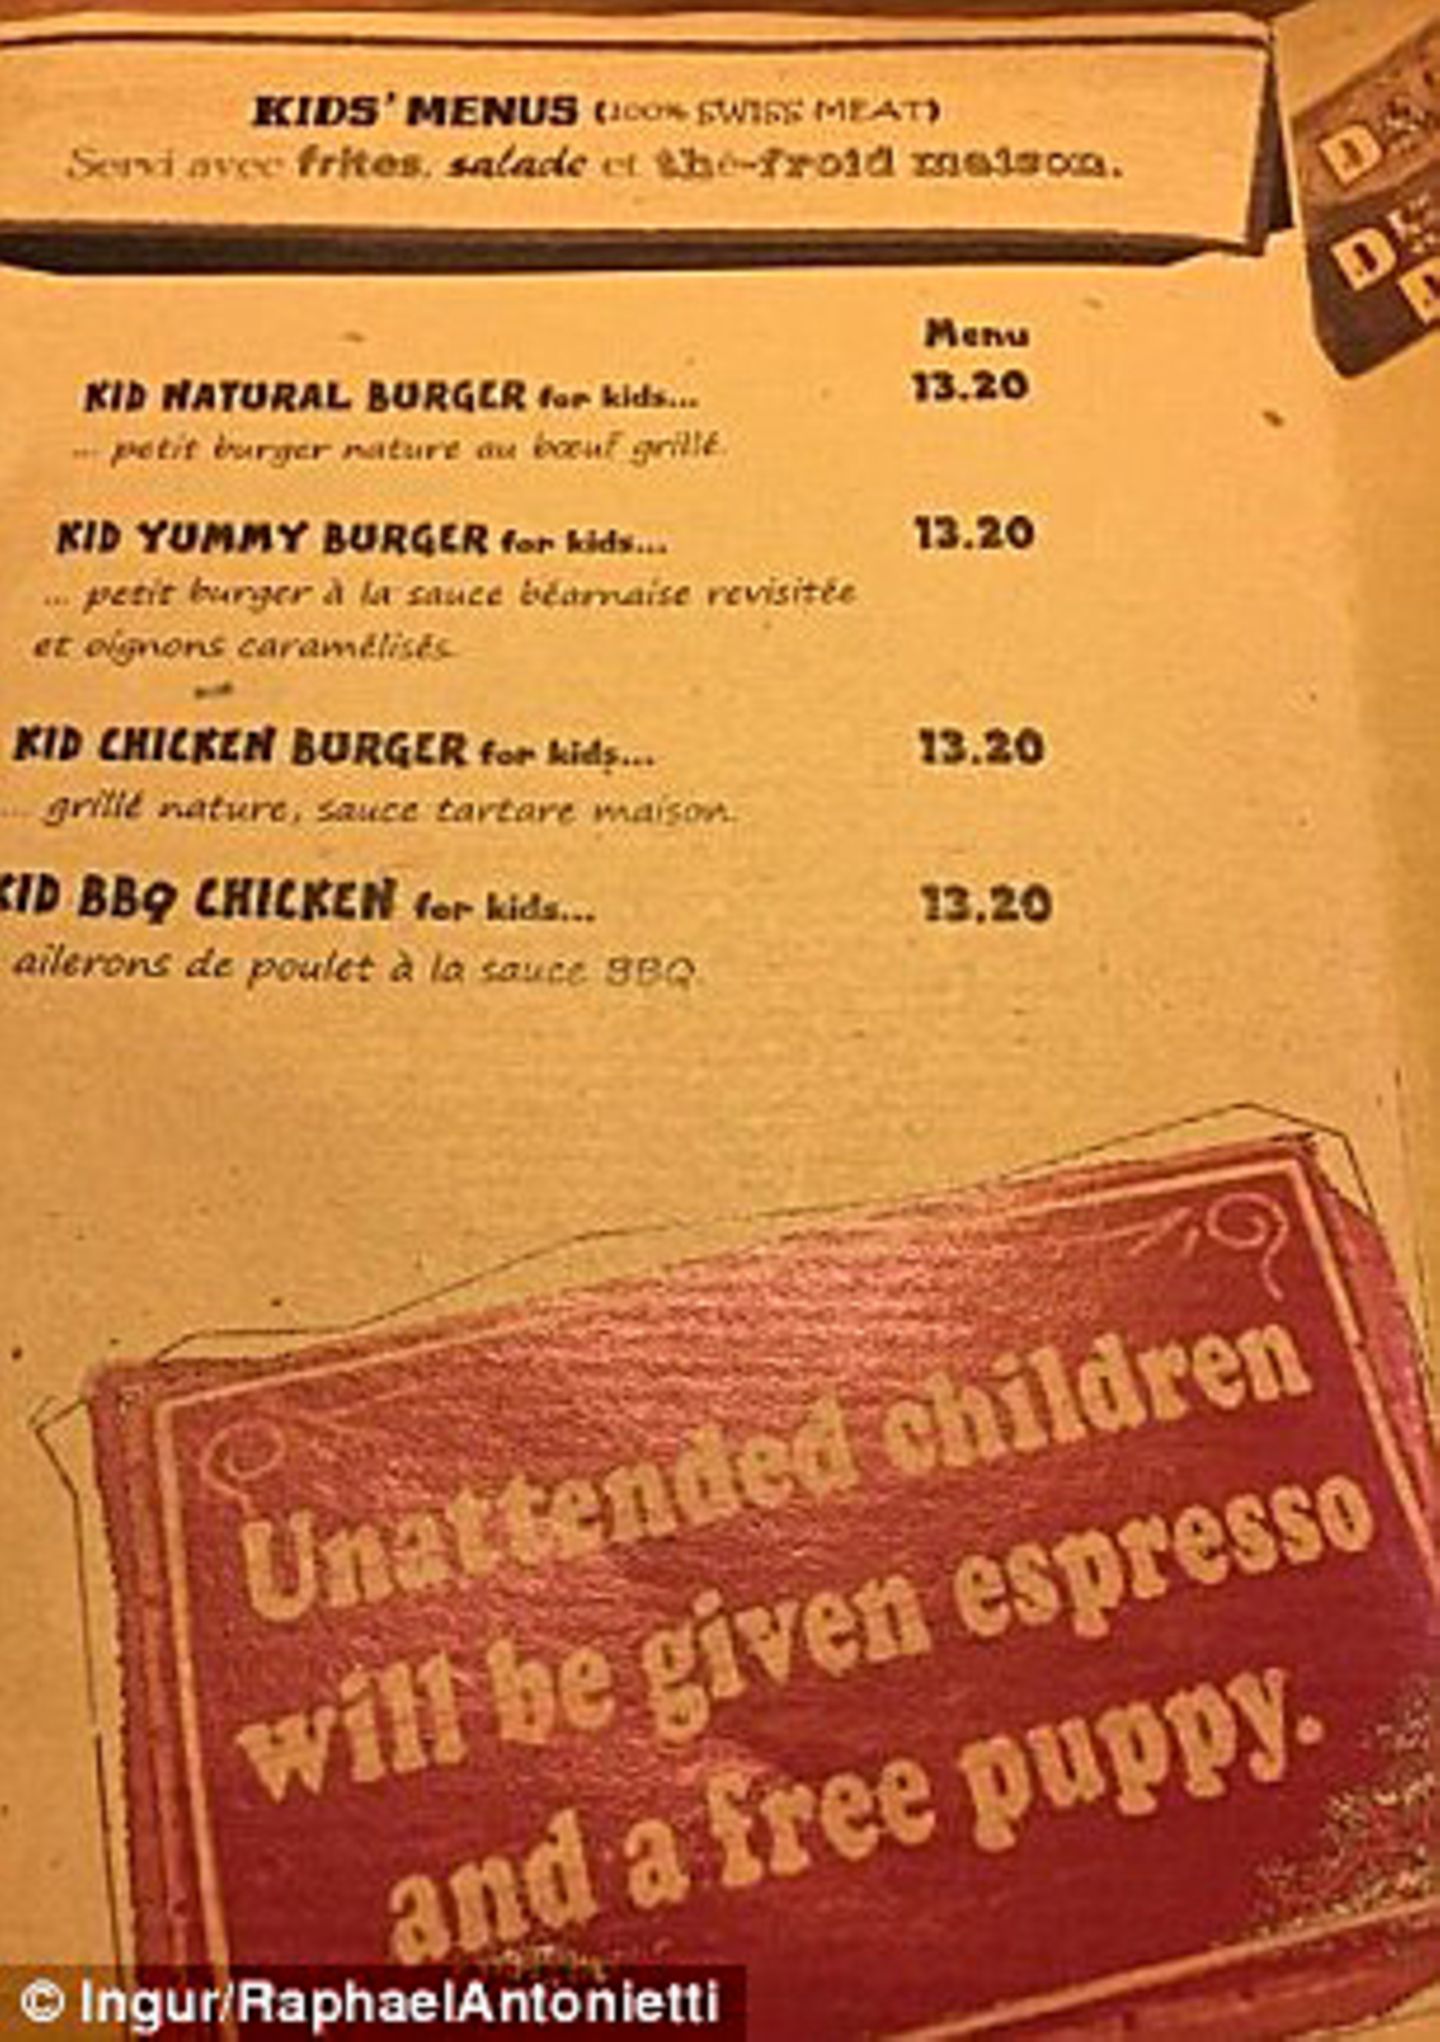 KIDS' MENUS (100% SWISS MEAT)
Servi avec frites, salade et thé-froid maison.
Menu
KID NATURAL BURGER for kids... 13.20
... petit burger nature au bœuf grillé.
KID YUMMY BURGER for kids... 13.20
... petit burger à la sauce béarnaise revisitée
et oignons caramélisés.
KID CHICKEN BURGER for kids... 13.20
... grillé nature, sauce tartare maison.
KID BBQ CHICKEN for kids... 13.20
ailerons de poulet à la sauce BBQ.
Unattended children
will be given espresso
and a free puppy.
© Ingur/RaphaelAntonietti